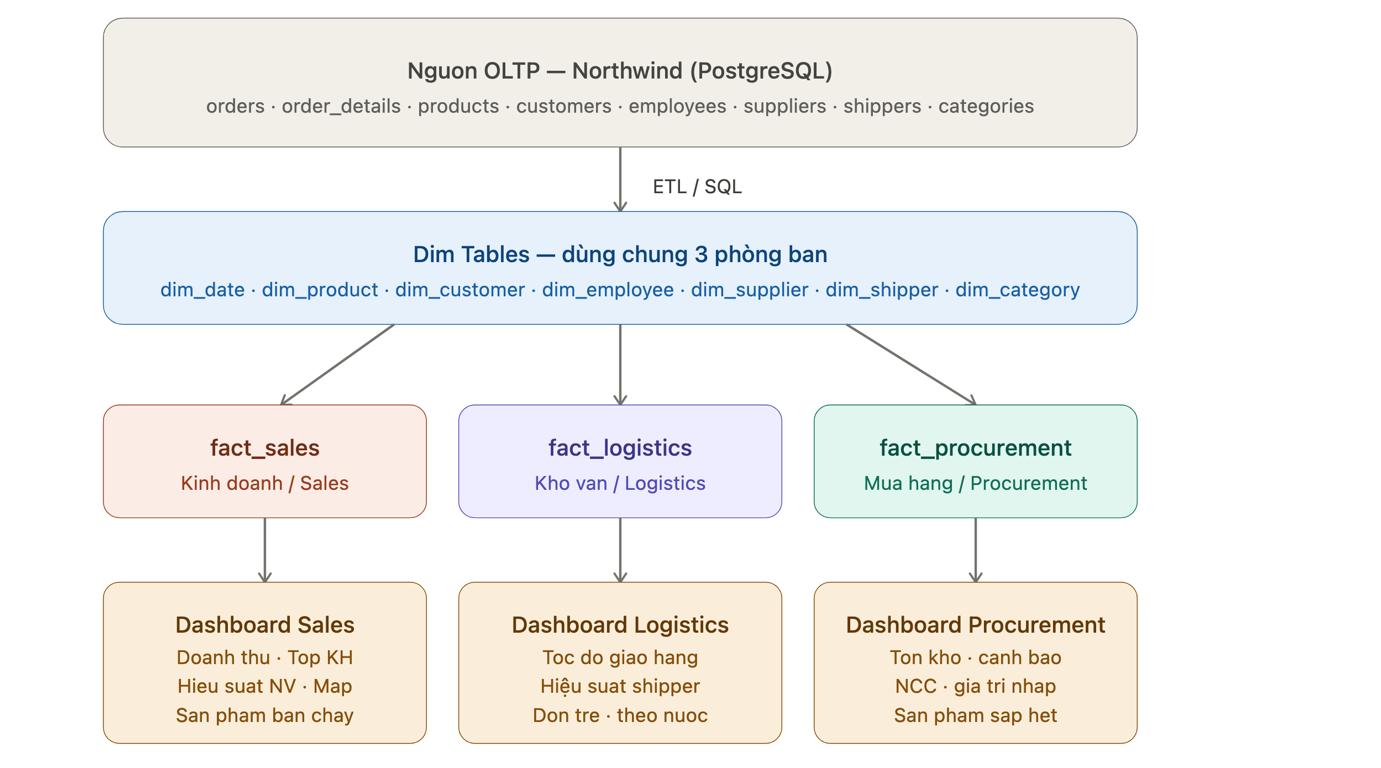 Nguon OLTP — Northwind (PostgreSQL)
orders · order_details · products · customers · employees · suppliers · shippers · categories
ETL / SQL
Dim Tables — dùng chung 3 phòng ban
dim_date · dim_product · dim_customer · dim_employee · dim_supplier · dim_shipper · dim_category
fact_sales
Kinh doanh / Sales
fact_logistics
Kho van / Logistics
fact_procurement
Mua hang / Procurement
Dashboard Sales
Doanh thu · Top KH
Hieu suat NV · Map
San pham ban chay
Dashboard Logistics
Toc do giao hang
Hiệu suat shipper
Don tre · theo nuoc
Dashboard Procurement
Ton kho · canh bao
NCC · gia tri nhap
San pham sap het